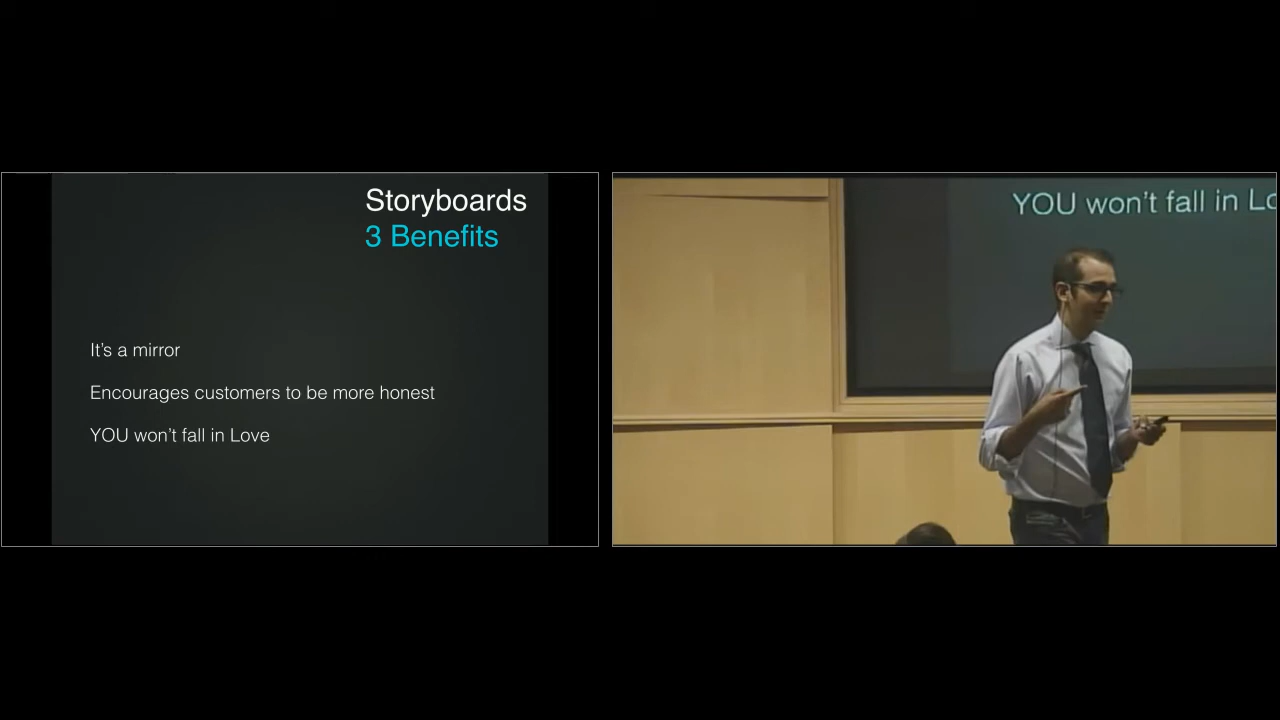 Storyboards
3 Benefits
It's a mirror
Encourages customers to be more honest
YOU won't fall in Love
YOU won't fall in Lo